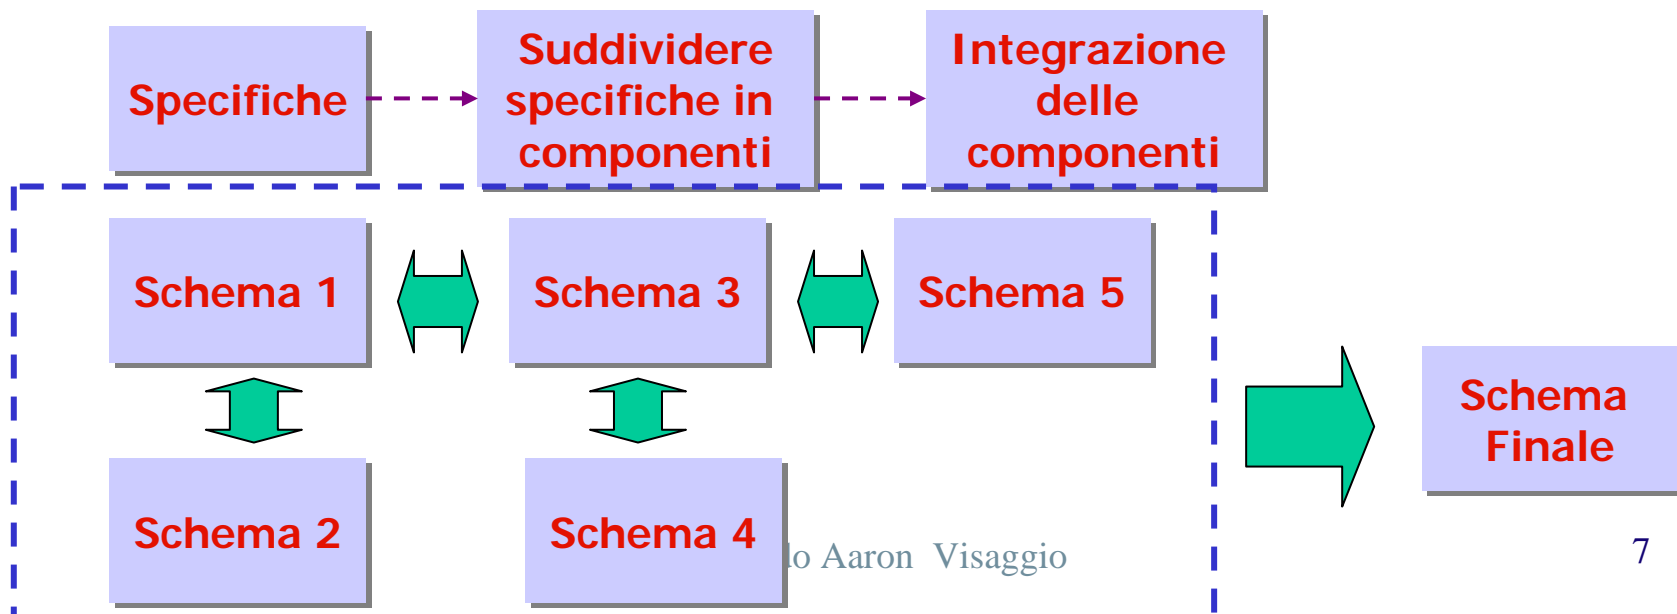 Specifiche
Suddividere
specifiche in
componenti
Integrazione
delle
componenti
Schema 1
Schema 3
Schema 5
Schema
Finale
Schema 2
Schema 4
Aaron Visaggio
7